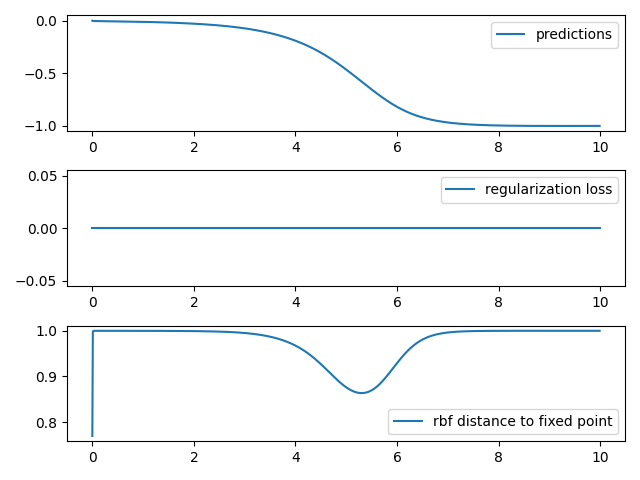 0.0
−0.5
−1.0
predictions
0 2 4 6 8 10
0.05
0.00
−0.05
regularization loss
0 2 4 6 8 10
1.0
0.9
0.8
rbf distance to fixed point
0 2 4 6 8 10